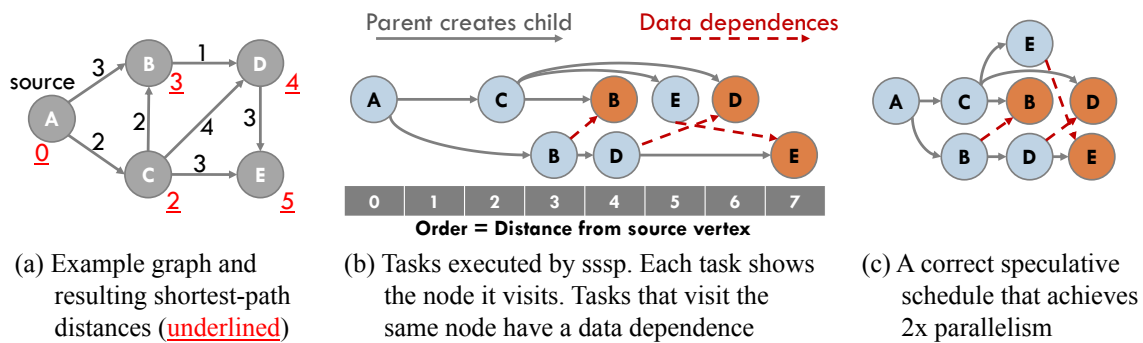 source
A
0
3
2
B
3
1
D
4
2
4
3
C
2
3
E
5
(a) Example graph and
resulting shortest-path
distances (underlined)
Parent creates child
Data dependences
A
C
B
E
D
B
D
E
0 1 2 3 4 5 6 7
Order = Distance from source vertex
(b) Tasks executed by sssp. Each task shows
the node it visits. Tasks that visit the
same node have a data dependence
E
A
C
B
D
B
D
E
(c) A correct speculative
schedule that achieves
2x parallelism